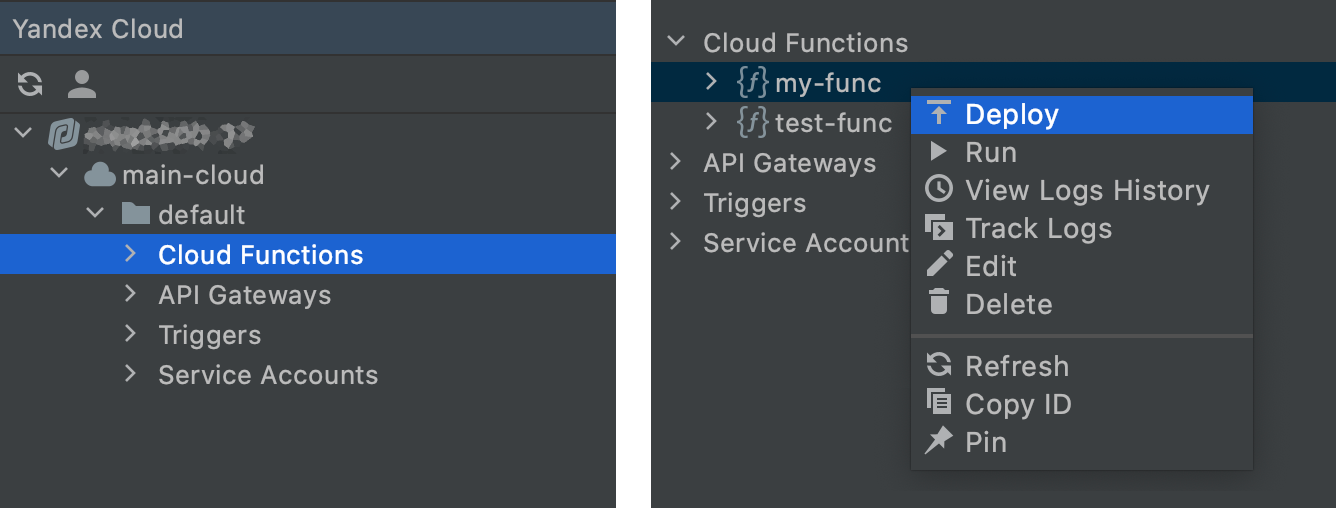 Yandex Cloud
main-cloud
default
Cloud Functions
API Gateways
Triggers
Service Accounts
Cloud Functions
{ƒ} my-func
{ƒ} test-func
API Gateways
Triggers
Service Account
Deploy
Run
View Logs History
Track Logs
Edit
Delete
Refresh
Copy ID
Pin